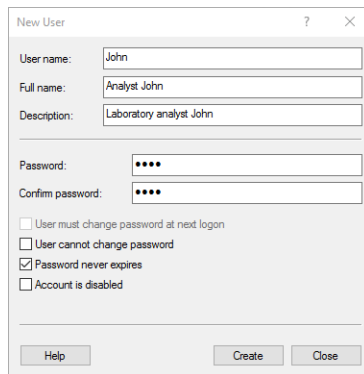 New User
User name: John
Full name: Analyst John
Description: Laboratory analyst John
Password: ●●●●
Confirm password: ●●●●
User must change password at next logon
User cannot change password
Password never expires
Account is disabled
Help Create Close